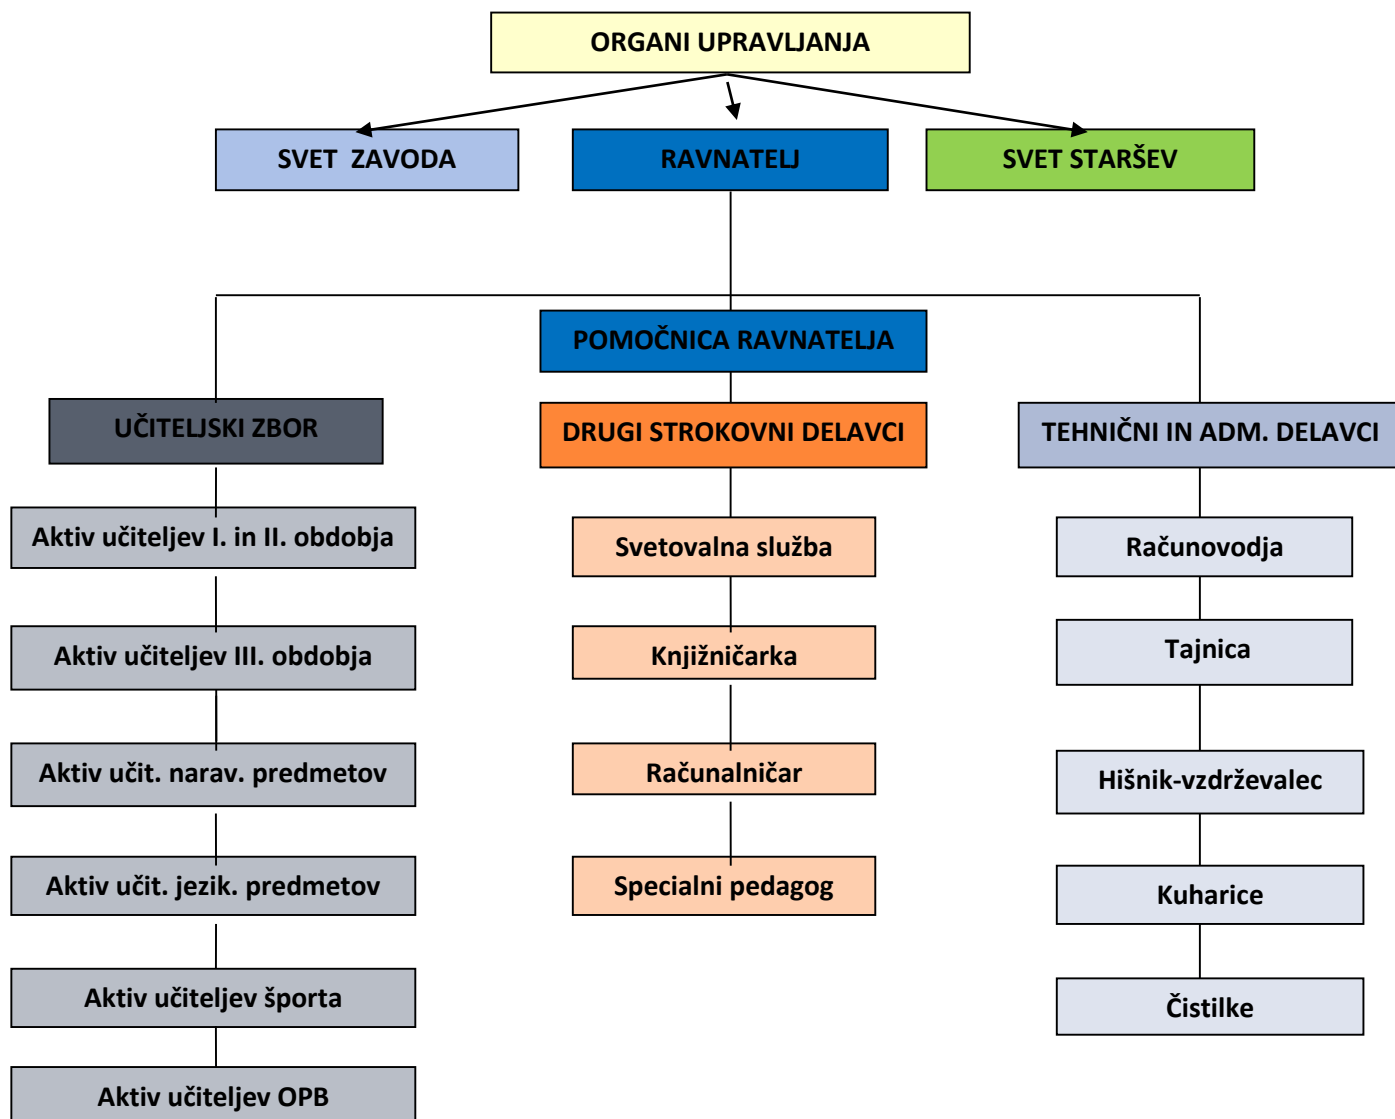 ORGANI UPRAVLJANJA
SVET ZAVODA
RAVNATELJ
SVET STARŠEV
POMOČNICA RAVNATELJA
UČITELJSKI ZBOR
DRUGI STROKOVNI DELAVCI
TEHNIČNI IN ADM. DELAVCI
Aktiv učiteljev I. in II. obdobja
Aktiv učiteljev III. obdobja
Aktiv učit. narav. predmetov
Aktiv učit. jezik. predmetov
Aktiv učiteljev športa
Aktiv učiteljev OPB
Svetovalna služba
Knjižničarka
Računalničar
Specialni pedagog
Računovodja
Tajnica
Hišnik-vzdrževalec
Kuharice
Čistilke